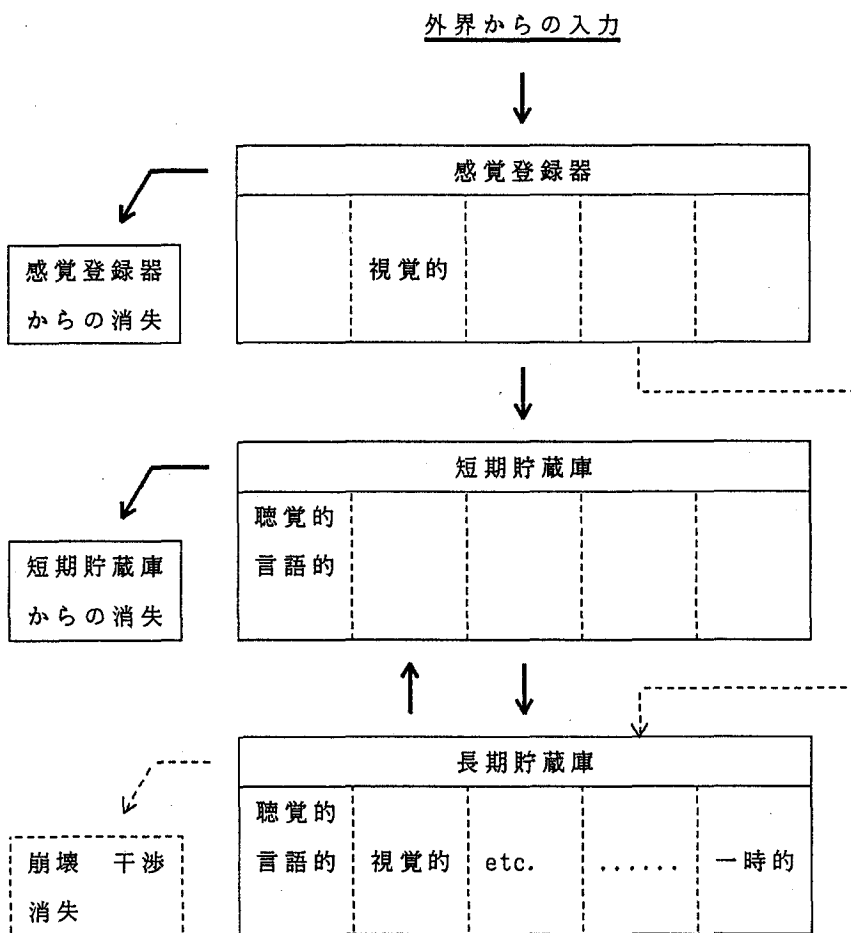 外界からの入力
感覚登録器
視覚的
感覚登録器
からの消失
短期貯蔵庫
聴覚的
言語的
短期貯蔵庫
からの消失
長期貯蔵庫
聴覚的
言語的
視覚的
etc.
......
一時的
崩壊 干渉
消失